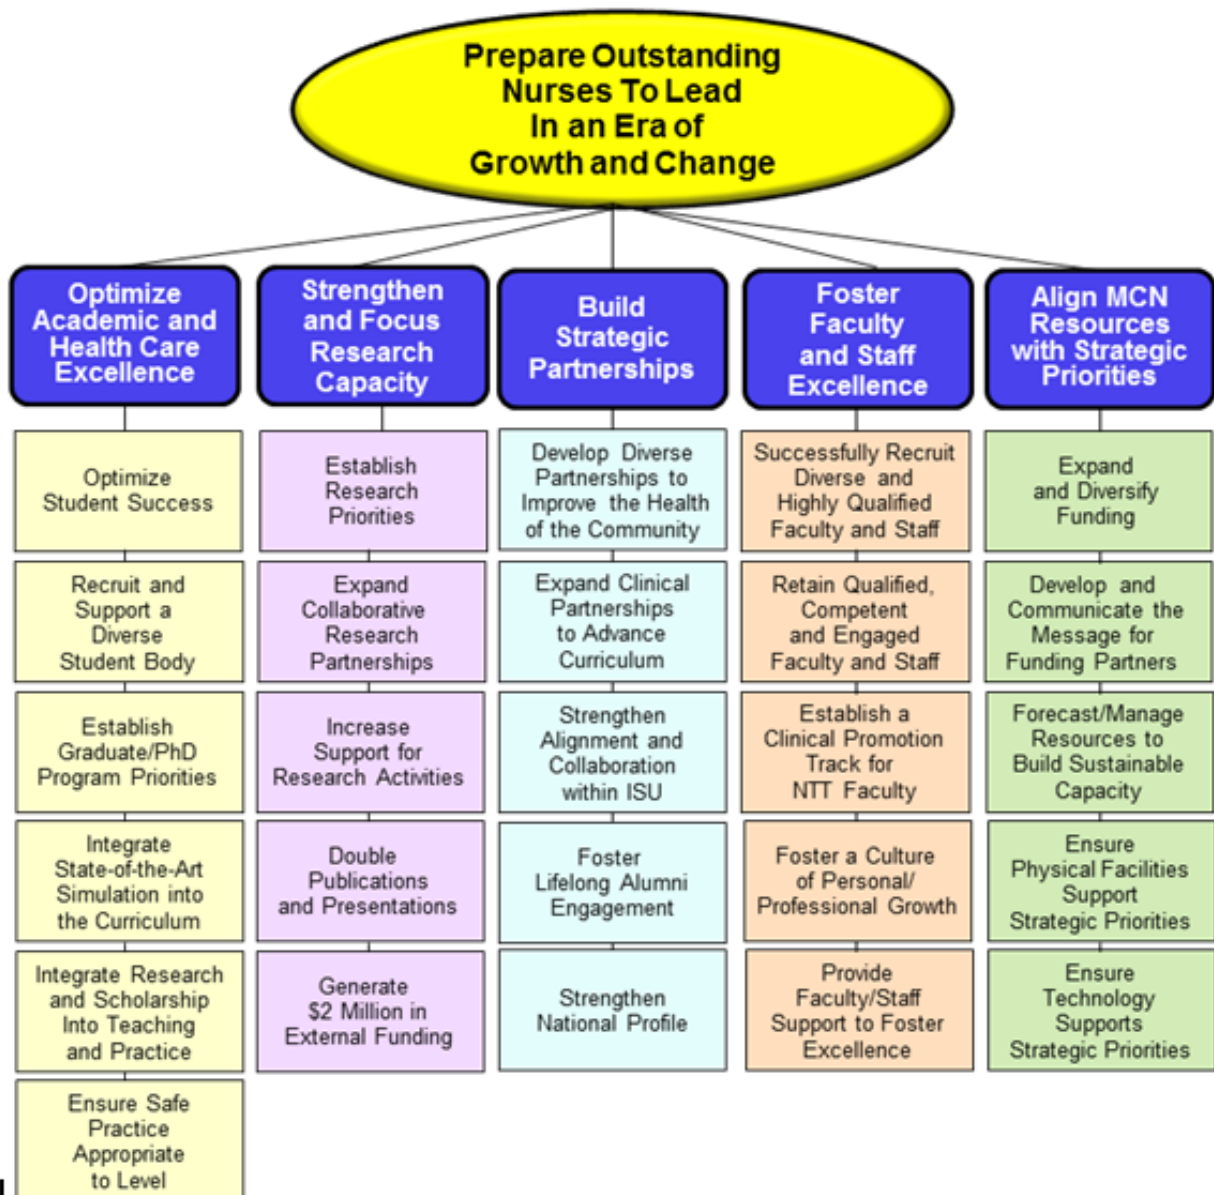 Prepare Outstanding
Nurses To Lead
In an Era of
Growth and Change
Optimize
Academic and
Health Care
Excellence
Optimize
Student Success
Recruit and
Support a
Diverse
Student Body
Establish
Graduate/PhD
Program Priorities
Integrate
State-of-the-Art
Simulation into
the Curriculum
Integrate Research
and Scholarship
Into Teaching
and Practice
Ensure Safe
Practice
Appropriate
to Level
Strengthen
and Focus
Research
Capacity
Establish
Research
Priorities
Expand
Collaborative
Research
Partnerships
Increase
Support for
Research Activities
Double
Publications
and Presentations
Generate
$2 Million in
External Funding
Build
Strategic
Partnerships
Develop Diverse
Partnerships to
Improve the Health
of the Community
Expand Clinical
Partnerships
to Advance
Curriculum
Strengthen
Alignment and
Collaboration
within ISU
Foster
Lifelong Alumni
Engagement
Strengthen
National Profile
Foster
Faculty
and Staff
Excellence
Successfully Recruit
Diverse and
Highly Qualified
Faculty and Staff
Retain Qualified,
Competent
and Engaged
Faculty and Staff
Establish a
Clinical Promotion
Track for
NTT Faculty
Foster a Culture
of Personal/
Professional Growth
Provide
Faculty/Staff
Support to Foster
Excellence
Align MCN
Resources
with Strategic
Priorities
Expand
and Diversify
Funding
Develop and
Communicate the
Message for
Funding Partners
Forecast/Manage
Resources to
Build Sustainable
Capacity
Ensure
Physical Facilities
Support
Strategic Priorities
Ensure
Technology
Supports
Strategic Priorities